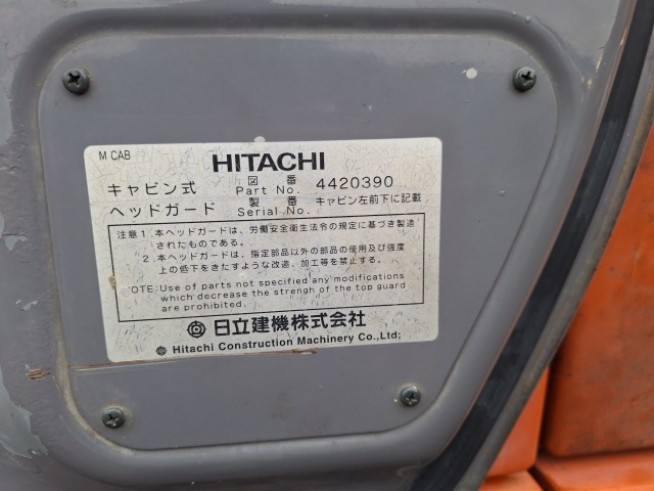 M CAB
HITACHI
キャビン式 図番 4420390
Part No.
ヘッドガード 製番 キャビン左前下に記載
Serial No.
注意 1. 本ヘッドガードは、労働安全衛生法令の規定に基づき製造
されたものである。
2. 本ヘッドガードは、指定部品以外の部品の使用及び強度
上の低下をきたすような改造、加工等を禁止する。
OTE: Use of parts not specified any modifications
which decrease the strengh of the top guard
are prohibited.
日立建機株式会社
Hitachi Construction Machinery Co., Ltd;